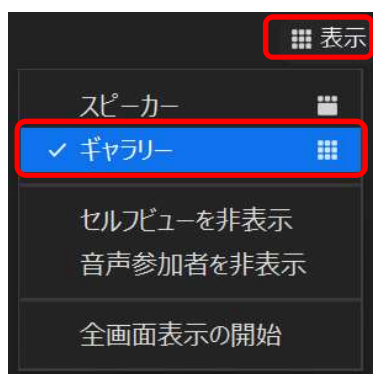 表示
スピーカー
ギャラリー
セルフビューを非表示
音声参加者を非表示
全画面表示の開始